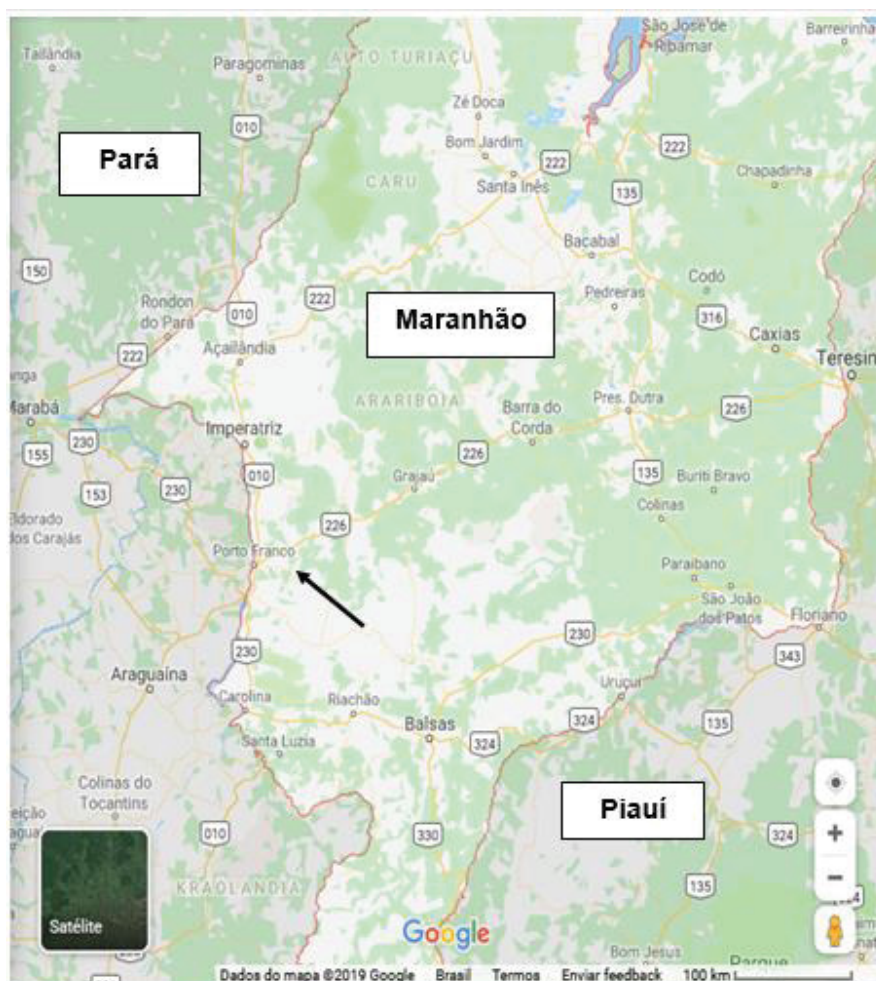 São José de
Ribamar
Barreirinha
Tailândia
Paragominas
AUTO TURIAÇU
Zé Doca
010
Bom Jardim
222
222
Pará
Santa Inês
Chapadinha
CARU
135
Bacabal
150
Codó
Rondon
do Pará
222
Pedreiras
010
Maranhão
316
Açailândia
Caxias
222
Teresin
Marabá
ARARIBOIA
Barra do
Corda
Pres. Dutra
226
230
Imperatriz
155
226
010
153
230
Grajaú
135
Buriti Bravo
Eldorado
dos Carajás
226
Colinas
Porto Franco
Paraibano
São João
dos Patos
Floriano
230
230
343
Araguaína
Uruçuí
Carolina
Riachão
324
135
Balsas
324
Santa Luzia
Colinas do
Tocantins
Piauí
010
330
324
KRAOLANDIA
135
Satélite
Google
Bom Jesus
Parque
Dados do mapa ©2019 Google Brasil Termos Enviar feedback 100 km